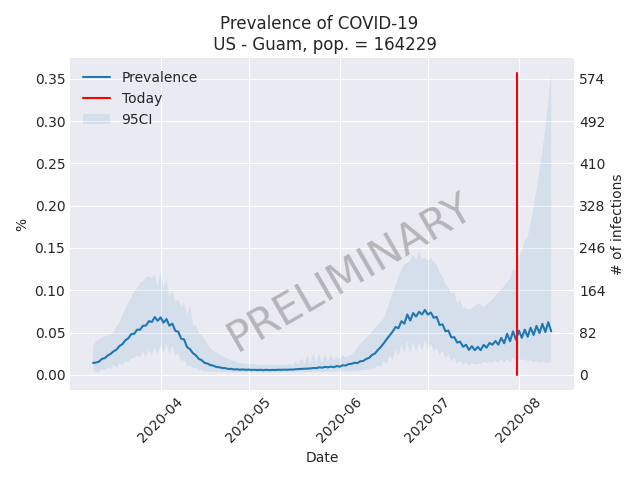 Prevalence of COVID-19
US - Guam, pop. = 164229
Prevalence
Today
95CI
0.35
0.30
0.25
0.20
0.15
0.10
0.05
0.00
%
574
492
410
328
246
164
82
0
# of infections
PRELIMINARY
2020-04
2020-05
2020-06
2020-07
2020-08
Date